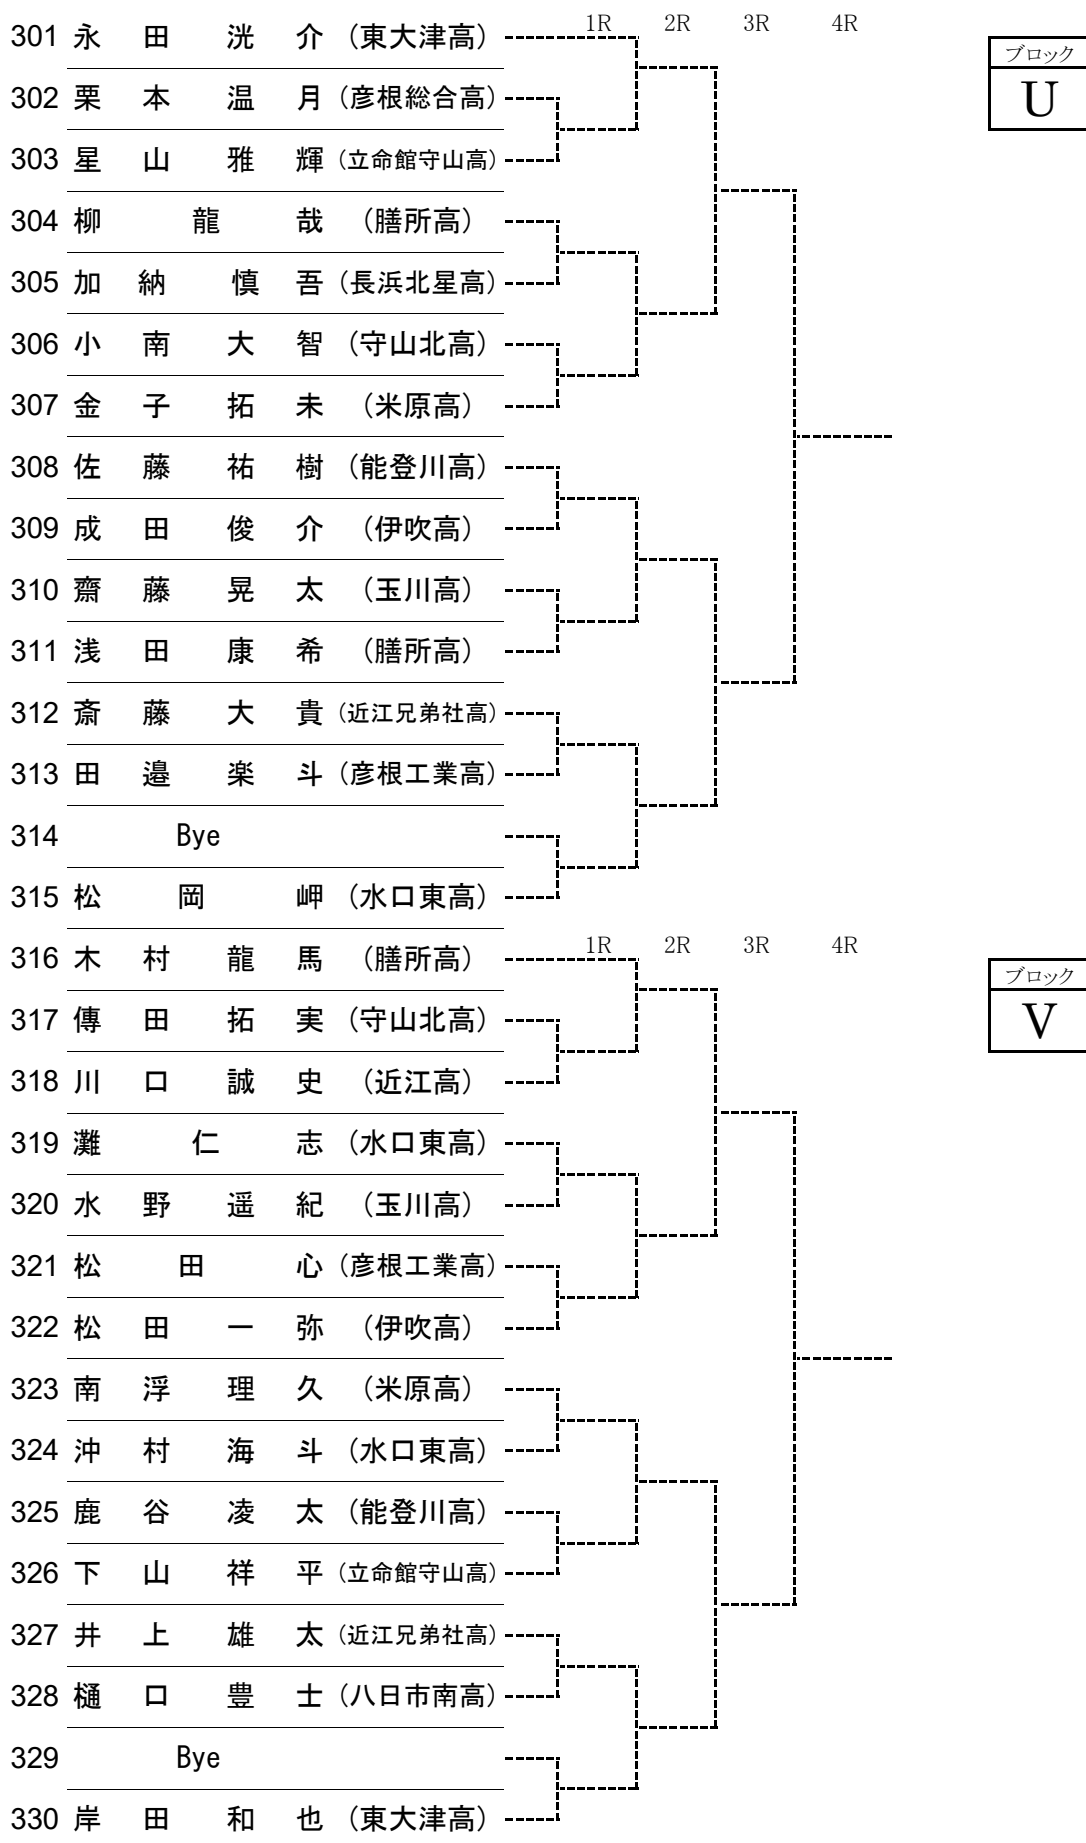 1R 2R 3R 4R
301 永田 洸介 (東大津高)
ブロック
U
302 栗本 温月 (彦根総合高)
303 星山 雅輝 (立命館守山高)
304 柳 龍哉 (膳所高)
305 加納 慎吾 (長浜北星高)
306 小南 大智 (守山北高)
307 金子 拓未 (米原高)
308 佐藤 祐樹 (能登川高)
309 成田 俊介 (伊吹高)
310 齋藤 晃太 (玉川高)
311 浅田 康希 (膳所高)
312 斎藤 大貴 (近江兄弟社高)
313 田邉 楽斗 (彦根工業高)
314 Bye
315 松岡 岬 (水口東高)
1R 2R 3R 4R
316 木村 龍馬 (膳所高)
ブロック
V
317 傳田 拓実 (守山北高)
318 川口 誠史 (近江高)
319 灘 仁志 (水口東高)
320 水野 遥紀 (玉川高)
321 松田 心 (彦根工業高)
322 松田 一弥 (伊吹高)
323 南浮 理久 (米原高)
324 沖村 海斗 (水口東高)
325 鹿谷 凌太 (能登川高)
326 下山 祥平 (立命館守山高)
327 井上 雄太 (近江兄弟社高)
328 樋口 豊士 (八日市南高)
329 Bye
330 岸田 和也 (東大津高)